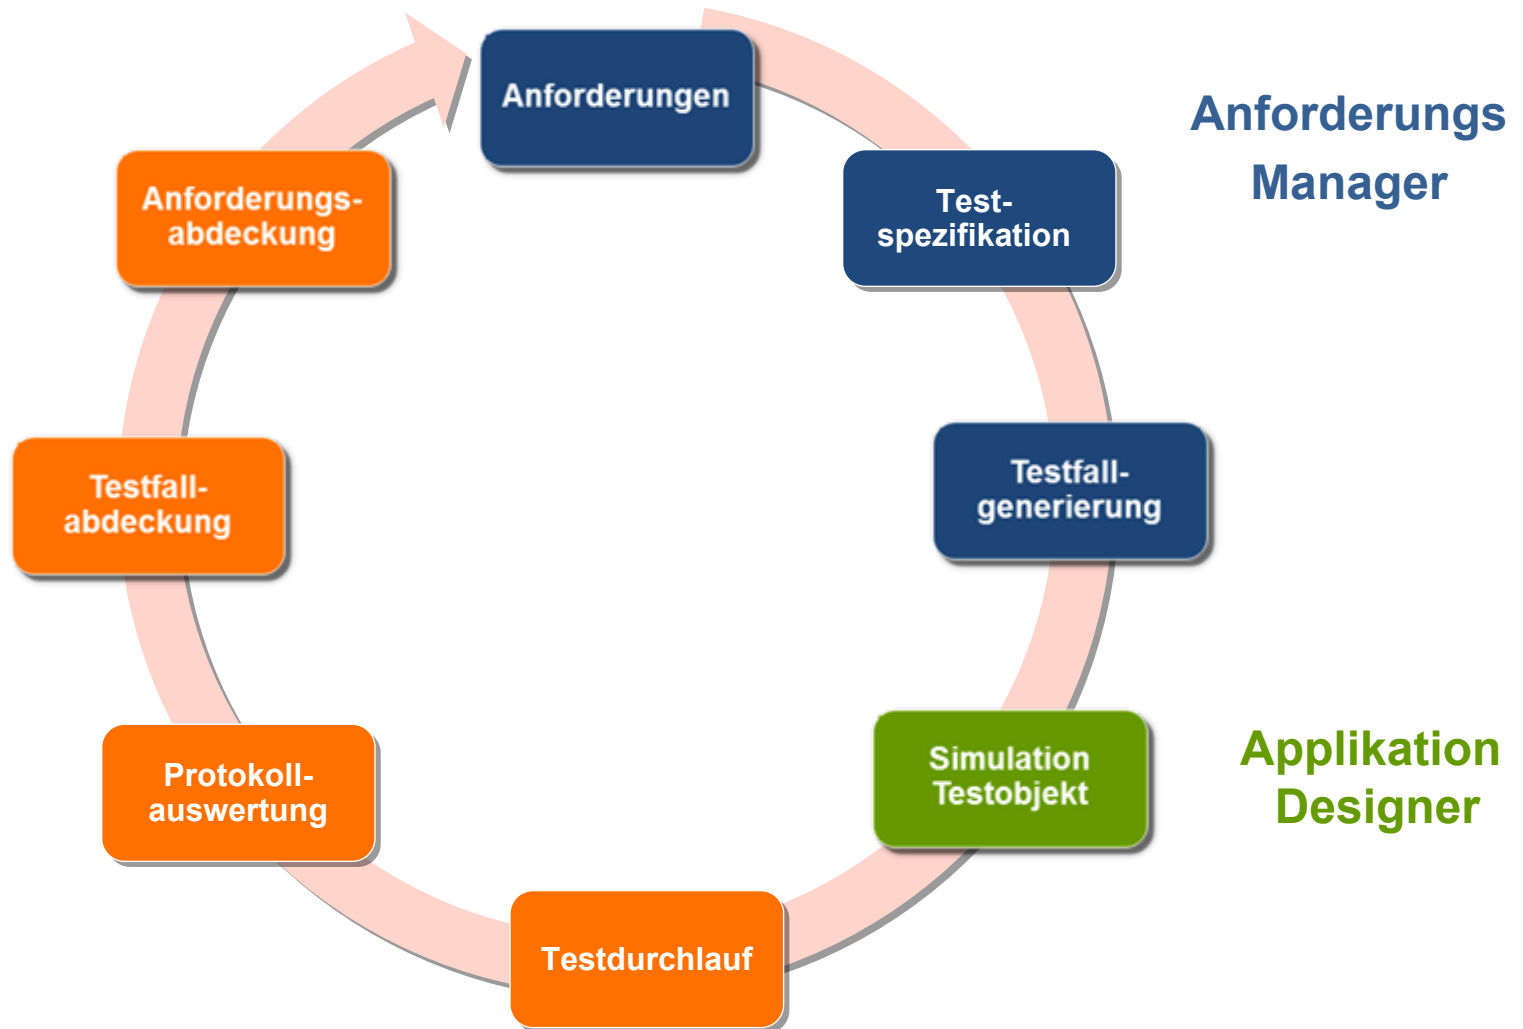 Anforderungen
Anforderungs
Manager
Test-
spezifikation
Anforderungs-
abdeckung
Testfall-
generierung
Testfall-
abdeckung
Simulation
Testobjekt
Applikation
Designer
Protokoll-
auswertung
Testdurchlauf